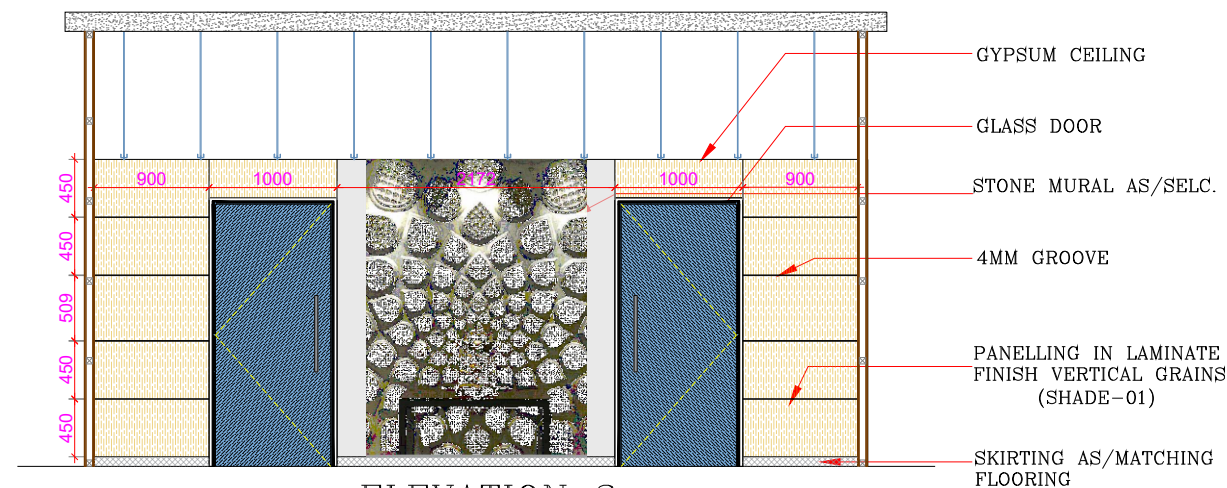 GYPSUM CEILING
GLASS DOOR
900 1000 2172 1000 900
STONE MURAL AS/SELC.
450
450
4MM GROOVE
509
450
PANELLING IN LAMINATE
FINISH VERTICAL GRAINS
(SHADE-01)
450
SKIRTING AS/MATCHING
FLOORING